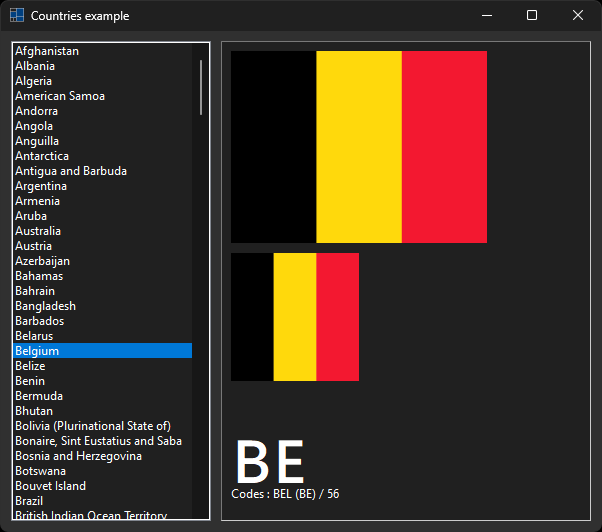 Countries example
Afghanistan
Albania
Algeria
American Samoa
Andorra
Angola
Anguilla
Antarctica
Antigua and Barbuda
Argentina
Armenia
Aruba
Australia
Austria
Azerbaijan
Bahamas
Bahrain
Bangladesh
Barbados
Belarus
Belgium
Belize
Benin
Bermuda
Bhutan
Bolivia (Plurinational State of)
Bonaire, Sint Eustatius and Saba
Bosnia and Herzegovina
Botswana
Bouvet Island
Brazil
British Indian Ocean Territory
BE
Codes : BEL (BE) / 56